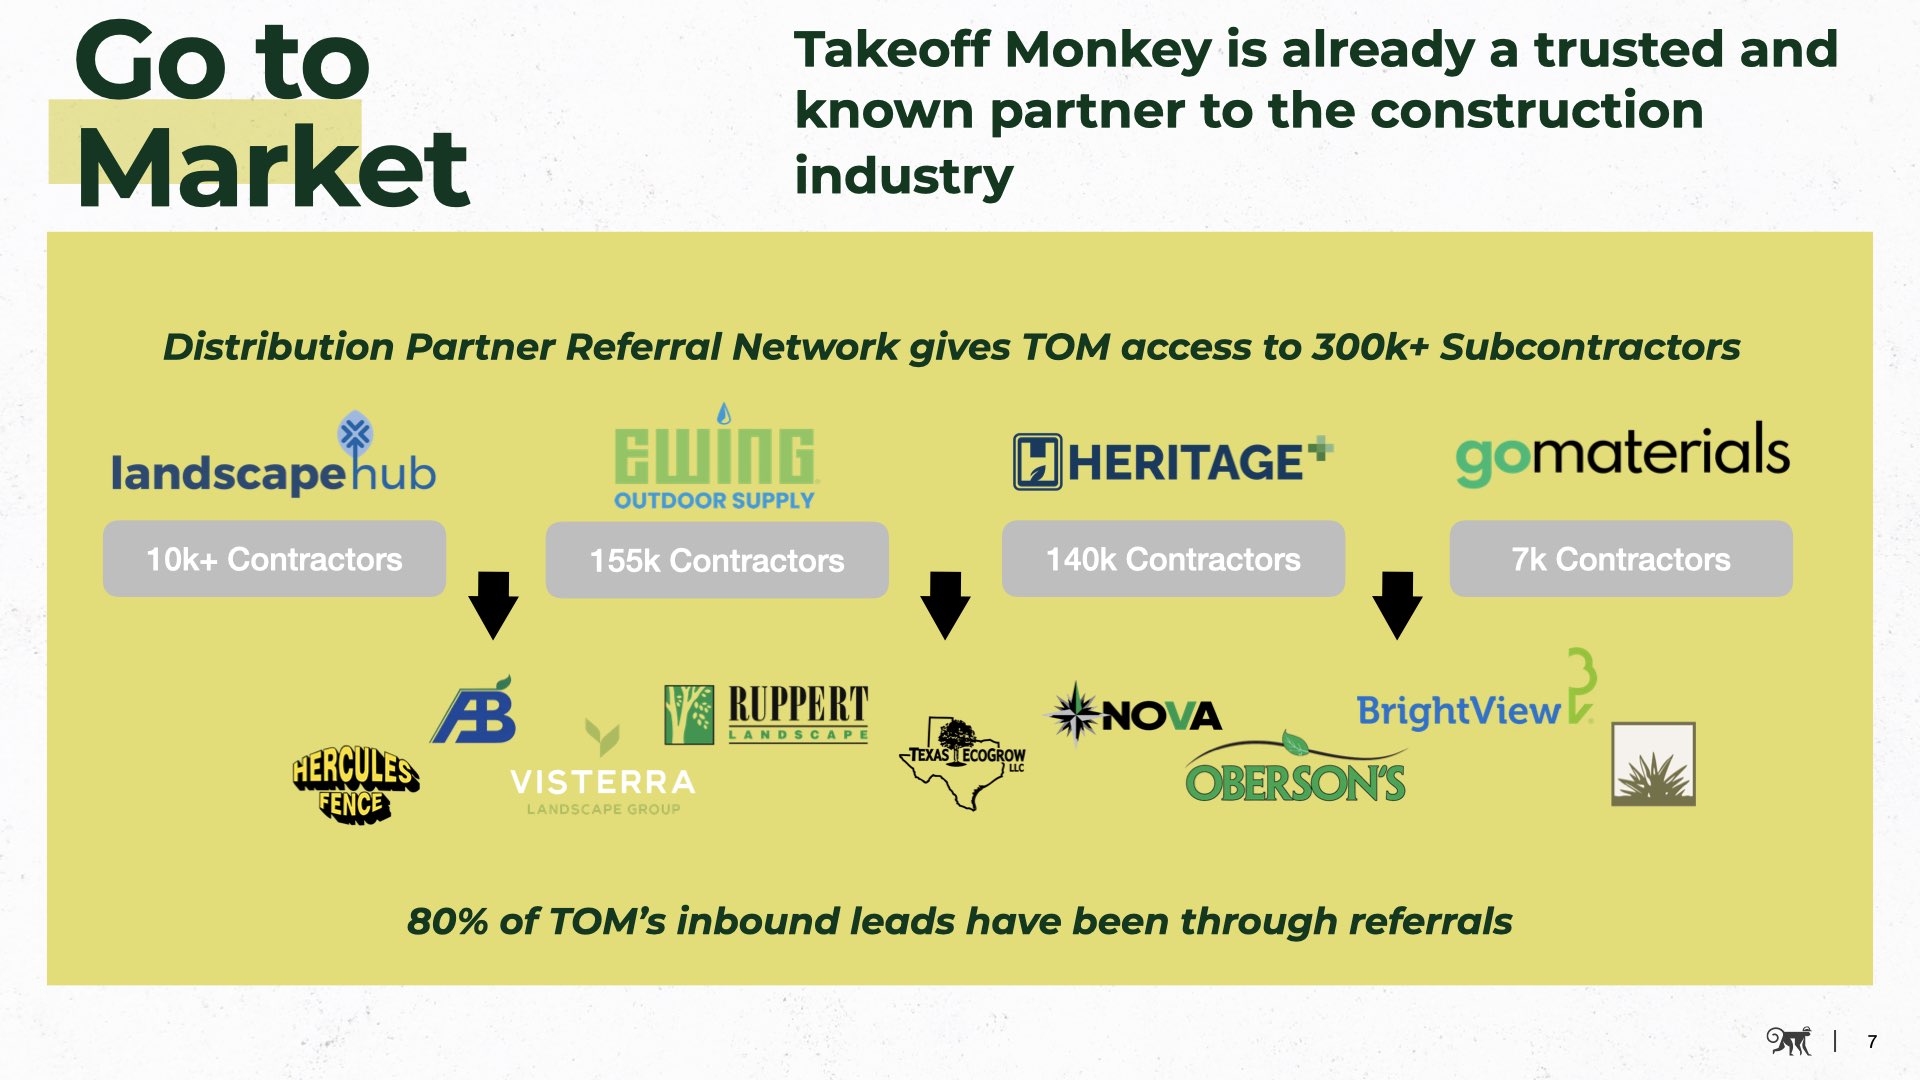 Go to
Market
Takeoff Monkey is already a trusted and
known partner to the construction
industry
Distribution Partner Referral Network gives TOM access to 300k+ Subcontractors
landscapehub
EWING
OUTDOOR SUPPLY
HERITAGE+
gomaterials
10k+ Contractors
155k Contractors
140k Contractors
7k Contractors
AB
RUPPERT
LANDSCAPE
NOVA
BrightView
HERCULES
FENCE
VISTERRA
LANDSCAPE GROUP
TEXAS ECOGROW
LLC
OBERSON'S
80% of TOM’s inbound leads have been through referrals
| 7